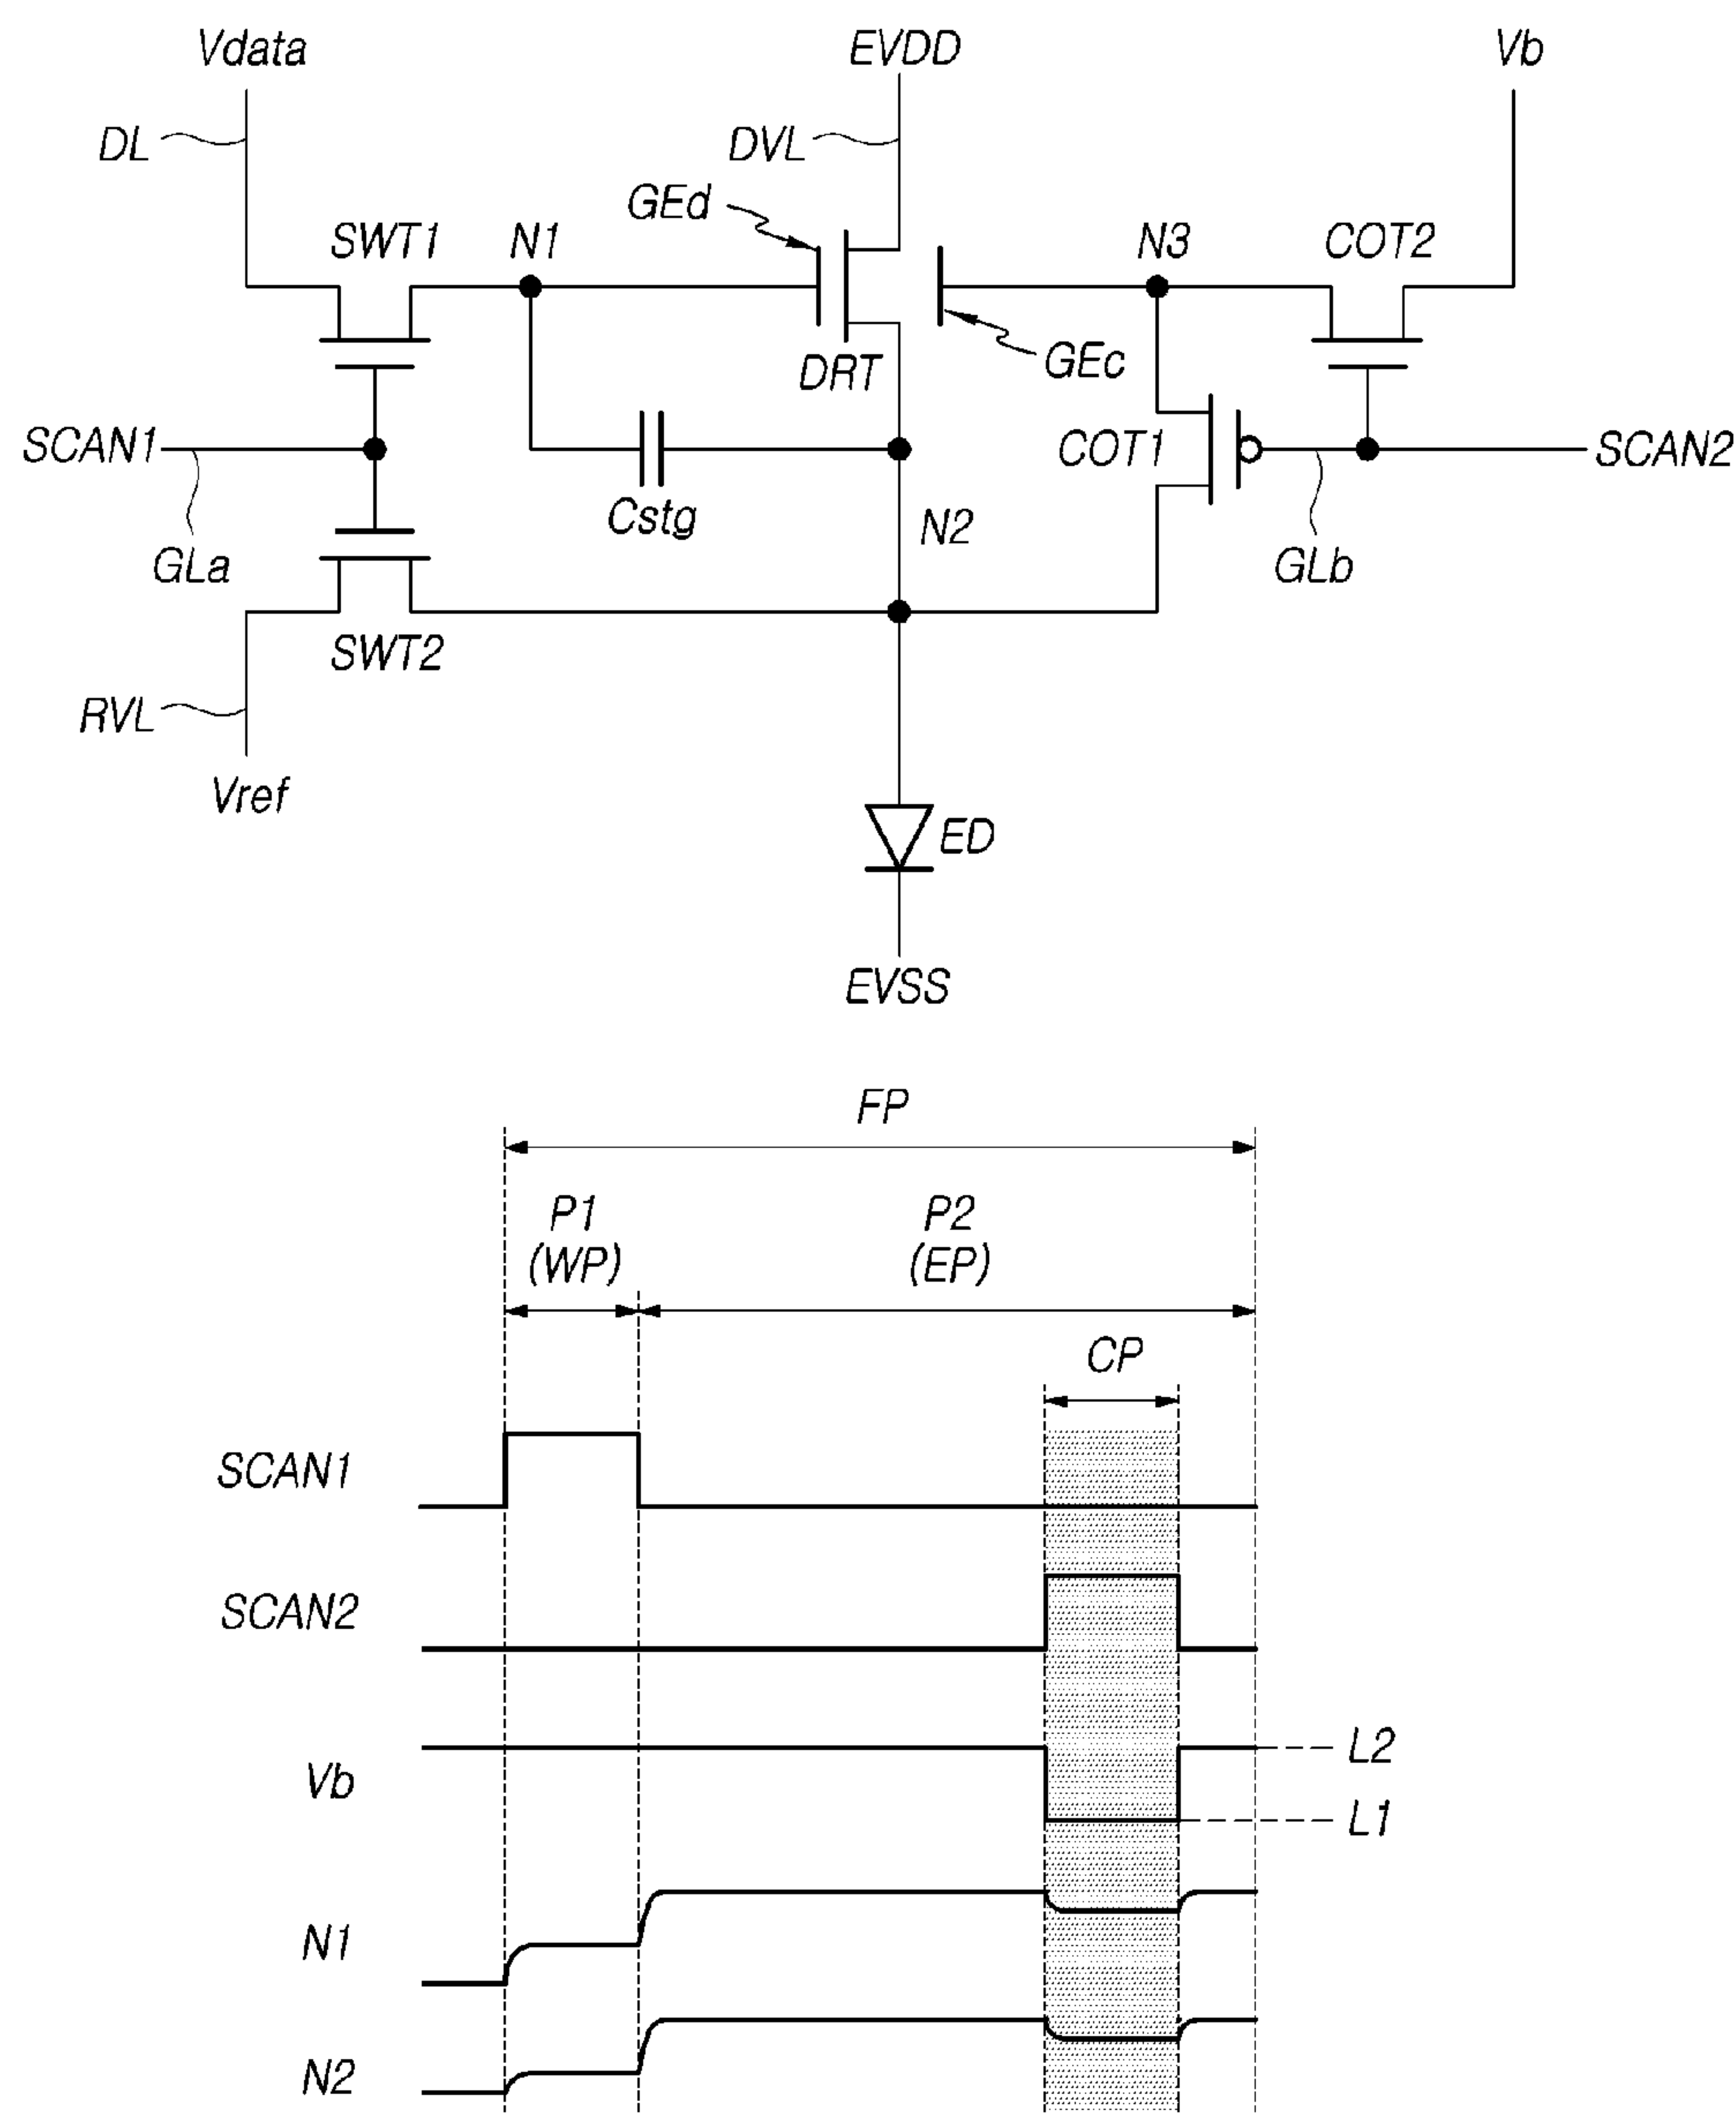 Vdata
EVDD
Vb
DL
DVL
GEd
SWT1
N1
N3
COT2
DRT
GEc
SCAN1
COT1
SCAN2
Cstg
N2
GLa
GLb
SWT2
RVL
Vref
ED
EVSS
FP
P1
(WP)
P2
(EP)
CP
SCAN1
SCAN2
L2
Vb
L1
N1
N2